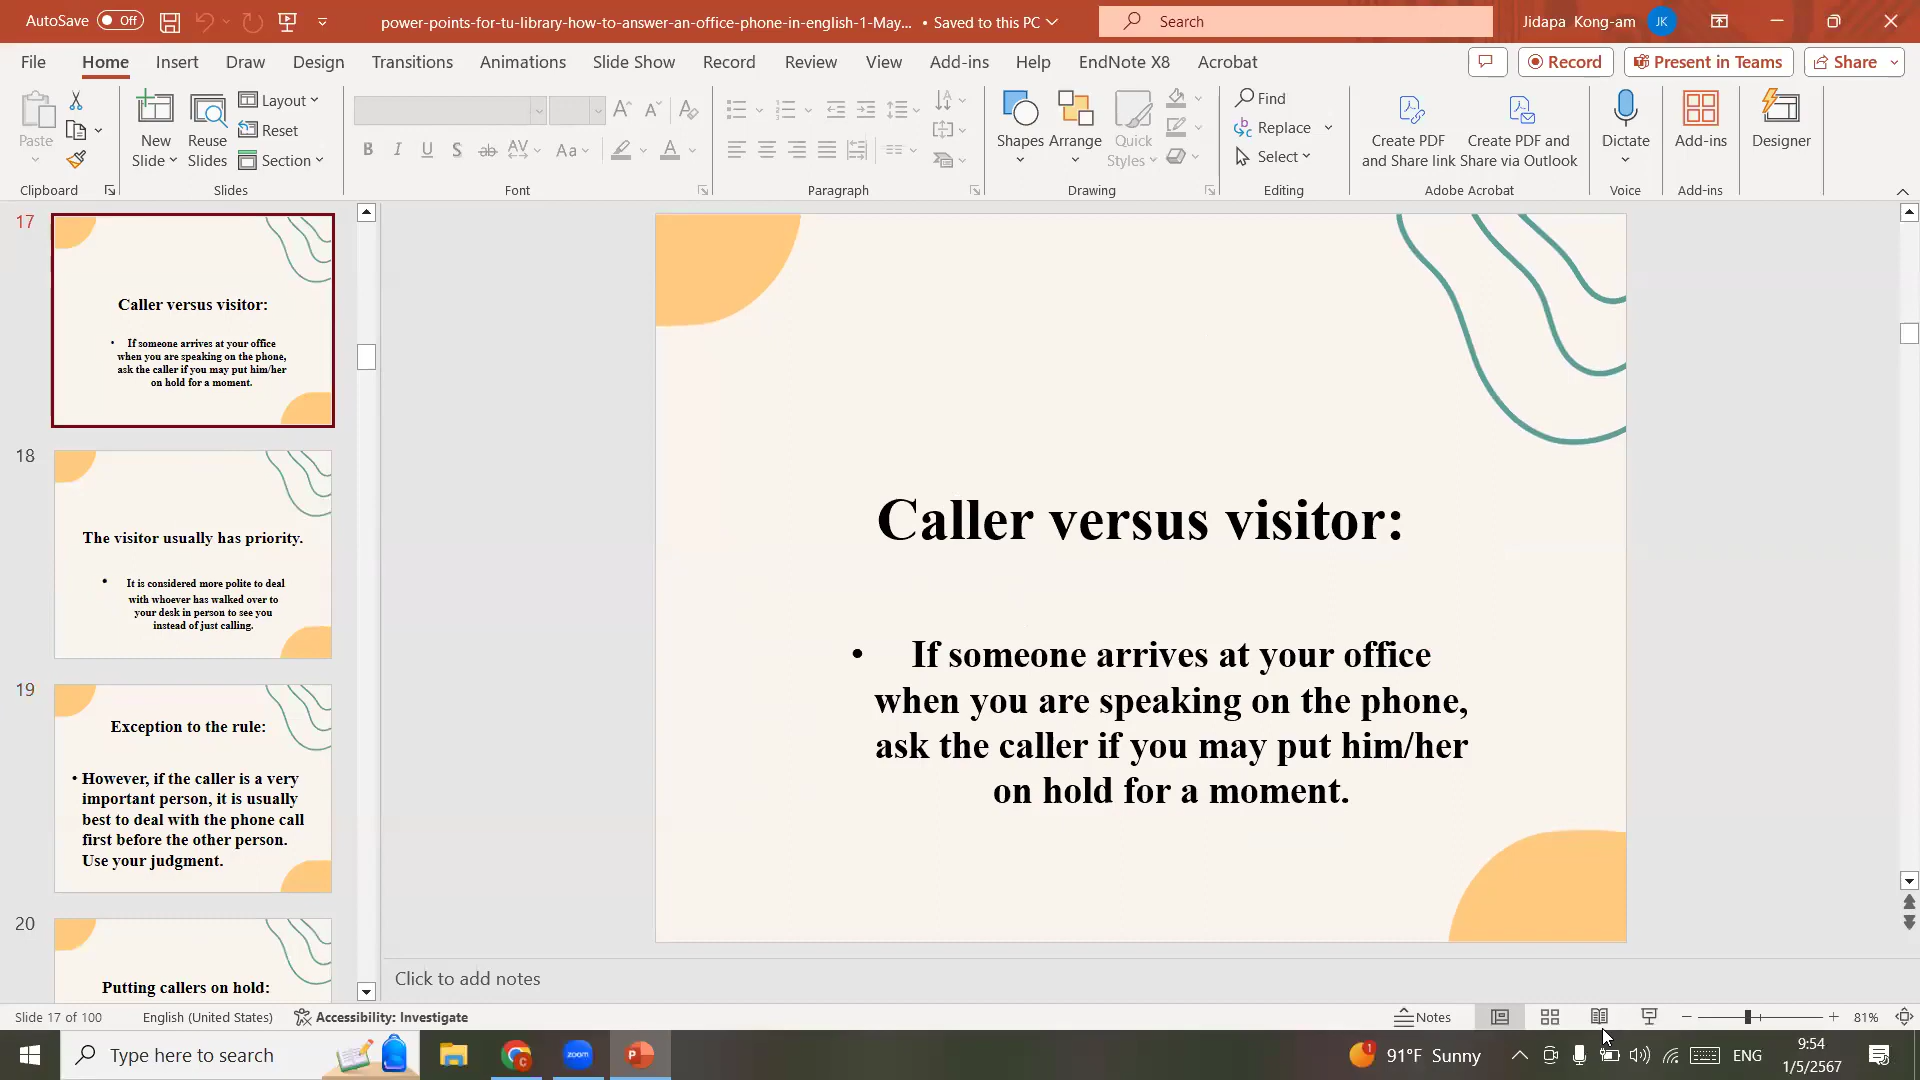 AutoSave Off
power-points-for-tu-library-how-to-answer-an-office-phone-in-english-1-May... • Saved to this PC
Search
Jidapa Kong-am JK
File Home Insert Draw Design Transitions Animations Slide Show Record Review View Add-ins Help EndNote X8 Acrobat
Record
Present in Teams
Share
Paste
Clipboard
New Slide
Reuse Slides
Layout
Reset
Section
Slides
B I U S ab AV Aa A
Font
Paragraph
Shapes
Arrange
Quick Styles
Drawing
Find
Replace
Select
Editing
Create PDF and Share link
Create PDF and Share via Outlook
Adobe Acrobat
Dictate
Voice
Add-ins
Add-ins
Designer
17
Caller versus visitor:
• If someone arrives at your office
when you are speaking on the phone,
ask the caller if you may put him/her
on hold for a moment.
18
The visitor usually has priority.
• It is considered more polite to deal
with whoever has walked over to
your desk in person to see you
instead of just calling.
19
Exception to the rule:
• However, if the caller is a very
important person, it is usually
best to deal with the phone call
first before the other person.
Use your judgment.
20
Putting callers on hold:
Caller versus visitor:
• If someone arrives at your office
when you are speaking on the phone,
ask the caller if you may put him/her
on hold for a moment.
Click to add notes
Slide 17 of 100
English (United States)
Accessibility: Investigate
Notes
81%
Type here to search
zoom
1
91°F Sunny
ENG
9:54
1/5/2567